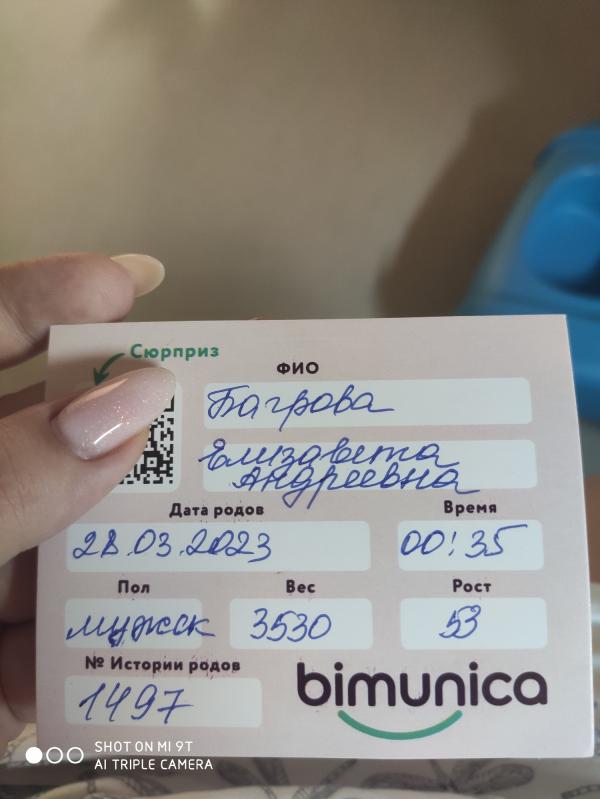 Сюрприз
ФИО
Багрова
Елизавета
Андреевна
Дата родов
Время
28.03.2023
00:35
Пол
Вес
Рост
мужск
3530
53
№ Истории родов
1497
bimunica
SHOT ON MI 9T
AI TRIPLE CAMERA